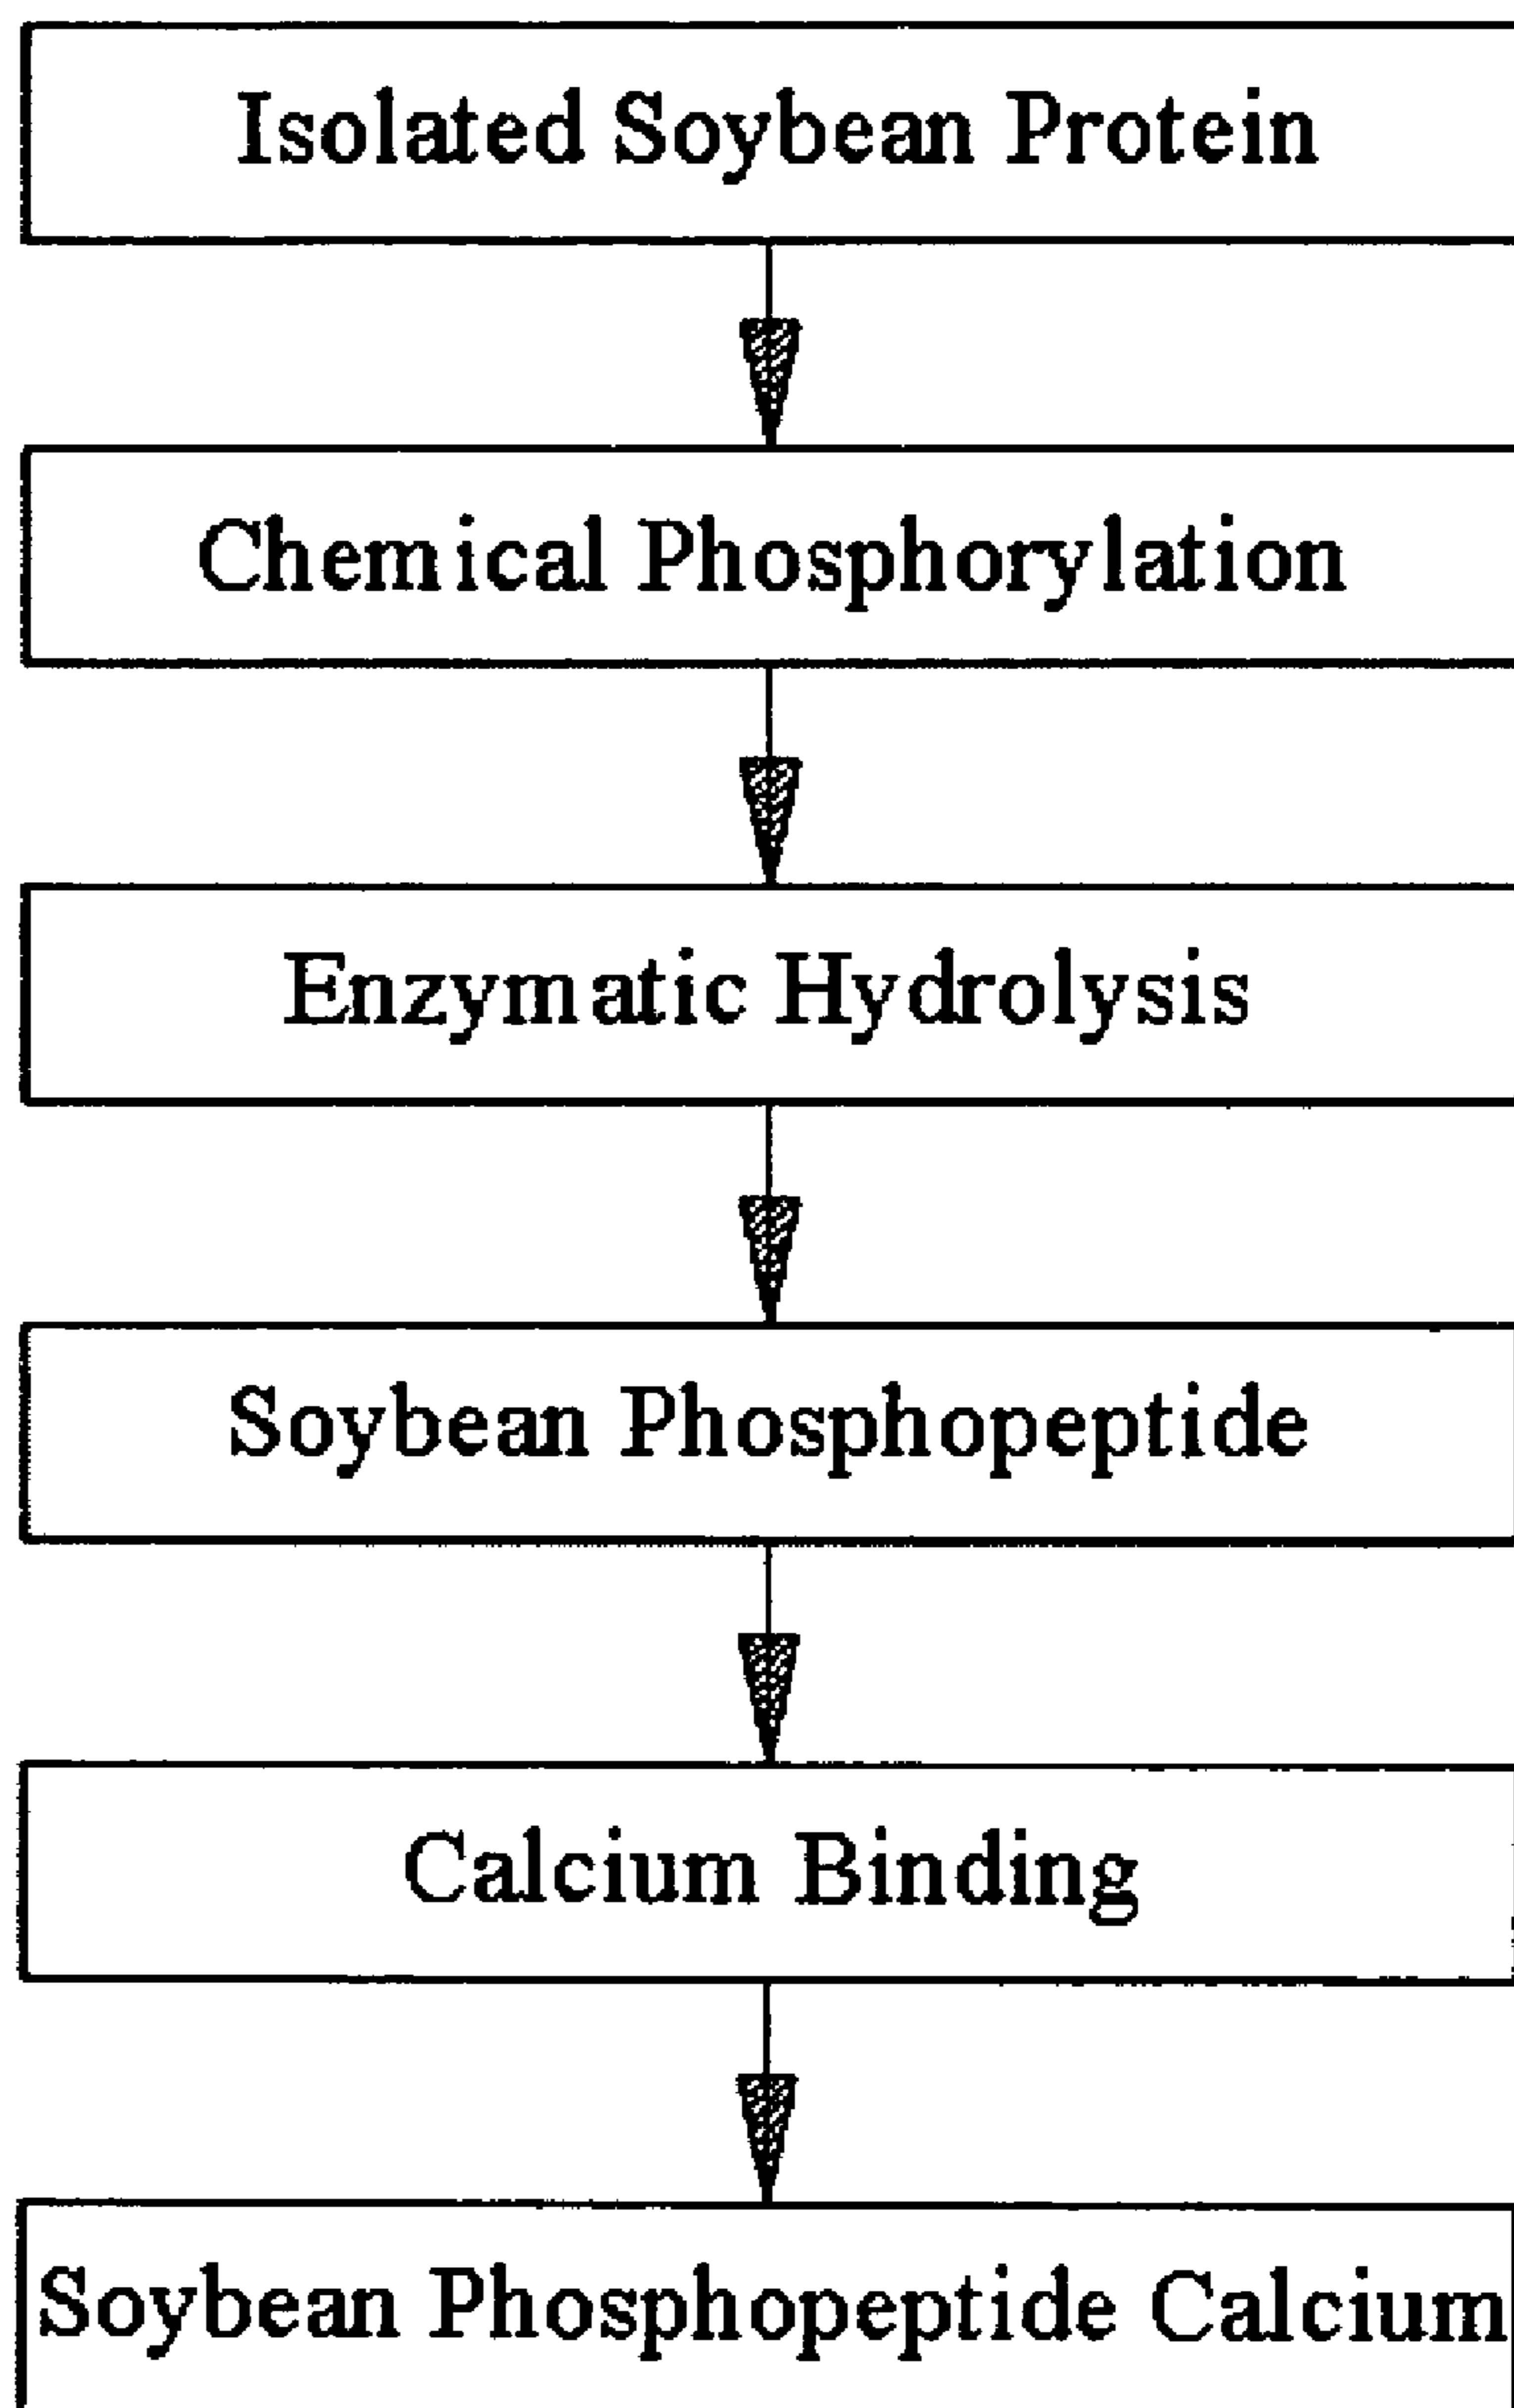 Isolated Soybean Protein
Chemical Phosphorylation
Enzymatic Hydrolysis
Soybean Phosphopeptide
Calcium Binding
Soybean Phosphopeptide Calcium